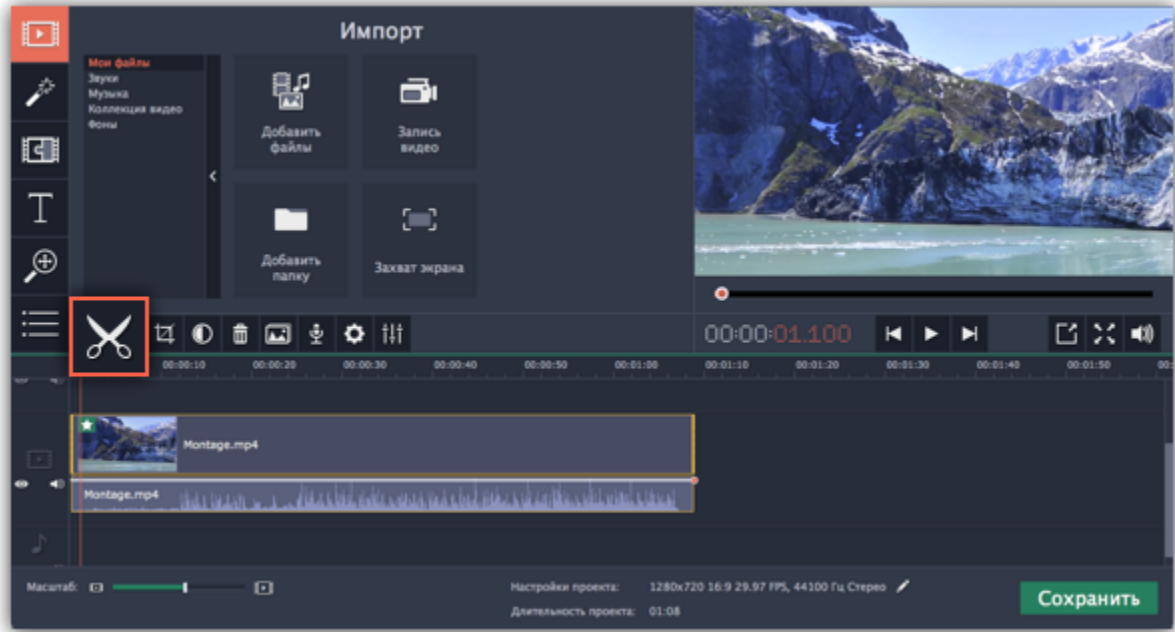 Импорт
Мои файлы
Звуки
Музыка
Коллекция видео
Фоны
Добавить
файлы
Запись
видео
Добавить
папку
Захват экрана
T
00:00:01.100
00:00:10 00:00:20 00:00:30 00:00:40 00:00:50 00:01:00 00:01:10 00:01:20 00:01:30 00:01:40 00:01:50
Montage.mp4
Montage.mp4
Масштаб:
Настройки проекта: 1280x720 16:9 29.97 FPS, 44100 Гц Стерео
Длительность проекта: 01:08
Сохранить